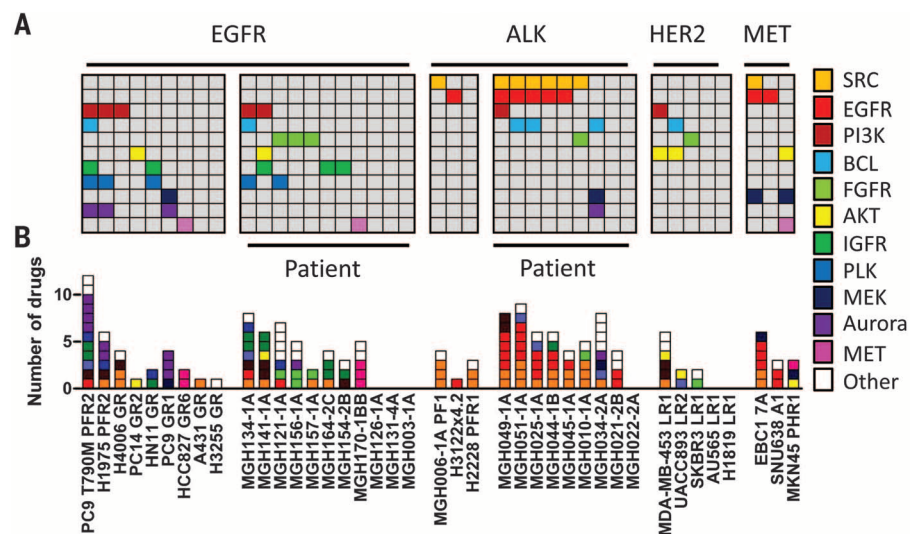 A
EGFR
ALK
HER2
MET
SRC
EGFR
PI3K
BCL
FGFR
AKT
IGFR
PLK
MEK
Aurora
MET
Other
B
Patient
Patient
Number of drugs
10
5
0
PC9 T790M PFR2
H1975 PFR2
H4006 GR
PC14 GR2
HN11 GR
PC9 GR1
HCC827 GR6
A431 GR
H3255 GR
MGH134-1A
MGH141-1A
MGH121-1A
MGH156-1A
MGH157-1A
MGH164-2C
MGH154-2B
MGH170-1BB
MGH126-1A
MGH131-4A
MGH003-1A
MGH006-1A PF1
H3122x4.2
H2228 PFR1
MGH049-1A
MGH051-1A
MGH025-1A
MGH044-1B
MGH045-1A
MGH010-1A
MGH034-2A
MGH021-2B
MGH022-2A
MDA-MB-453 LR1
UACC893 LR2
SKBR3 LR1
AU565 LR1
H1819 LR1
EBC1 7A
SNU638 A1
MKN45 PHR1